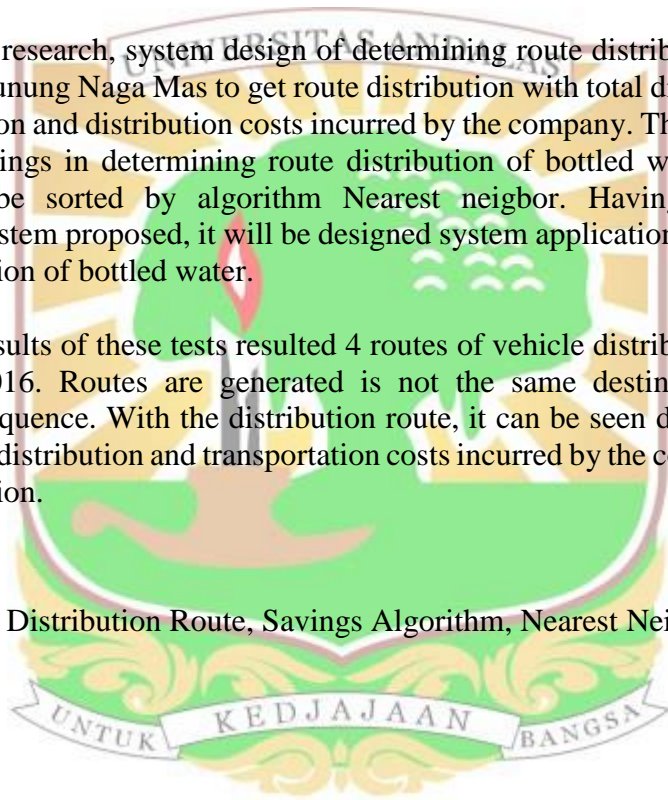 UNIVERSITAS ANDALAS
research, system design of determining route distrib
unung Naga Mas to get route distribution with total d
on and distribution costs incurred by the company. Th
ings in determining route distribution of bottled w
be sorted by algorithm Nearest neigbor. Having
stem proposed, it will be designed system application
ion of bottled water.
sults of these tests resulted 4 routes of vehicle distrib
016. Routes are generated is not the same destin
quence. With the distribution route, it can be seen d
distribution and transportation costs incurred by the c
ion.
Distribution Route, Savings Algorithm, Nearest Nei
UNTUK KEDJAJAAN BANGSA